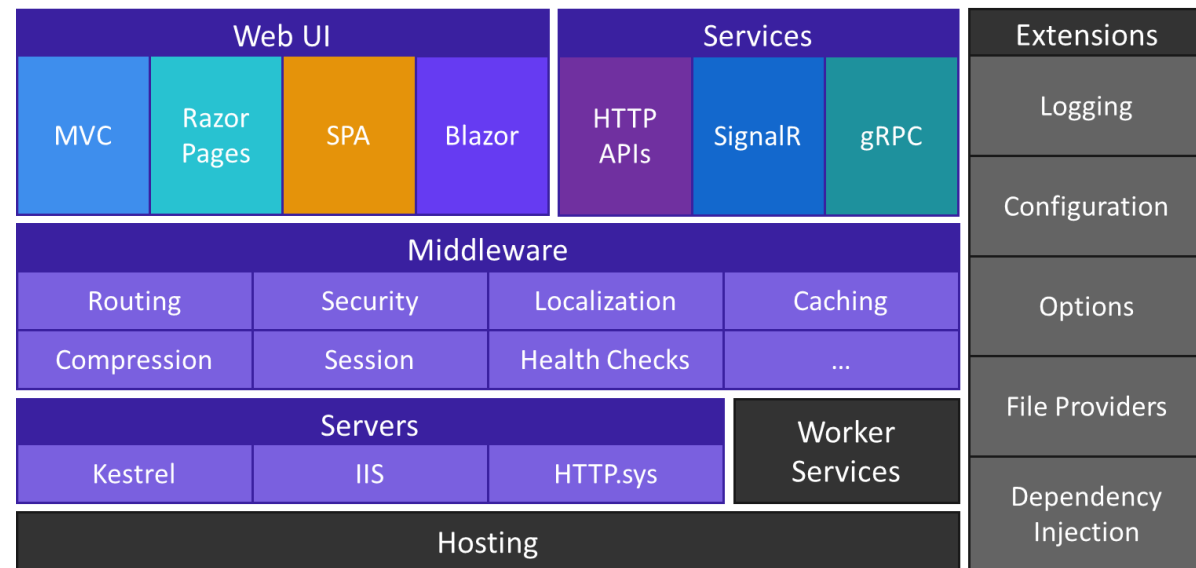 Web UI
MVC
Razor
Pages
SPA
Blazor
Services
HTTP
APIs
SignalR
gRPC
Middleware
Routing
Security
Localization
Caching
Compression
Session
Health Checks
...
Servers
Kestrel
IIS
HTTP.sys
Worker
Services
Hosting
Extensions
Logging
Configuration
Options
File Providers
Dependency
Injection